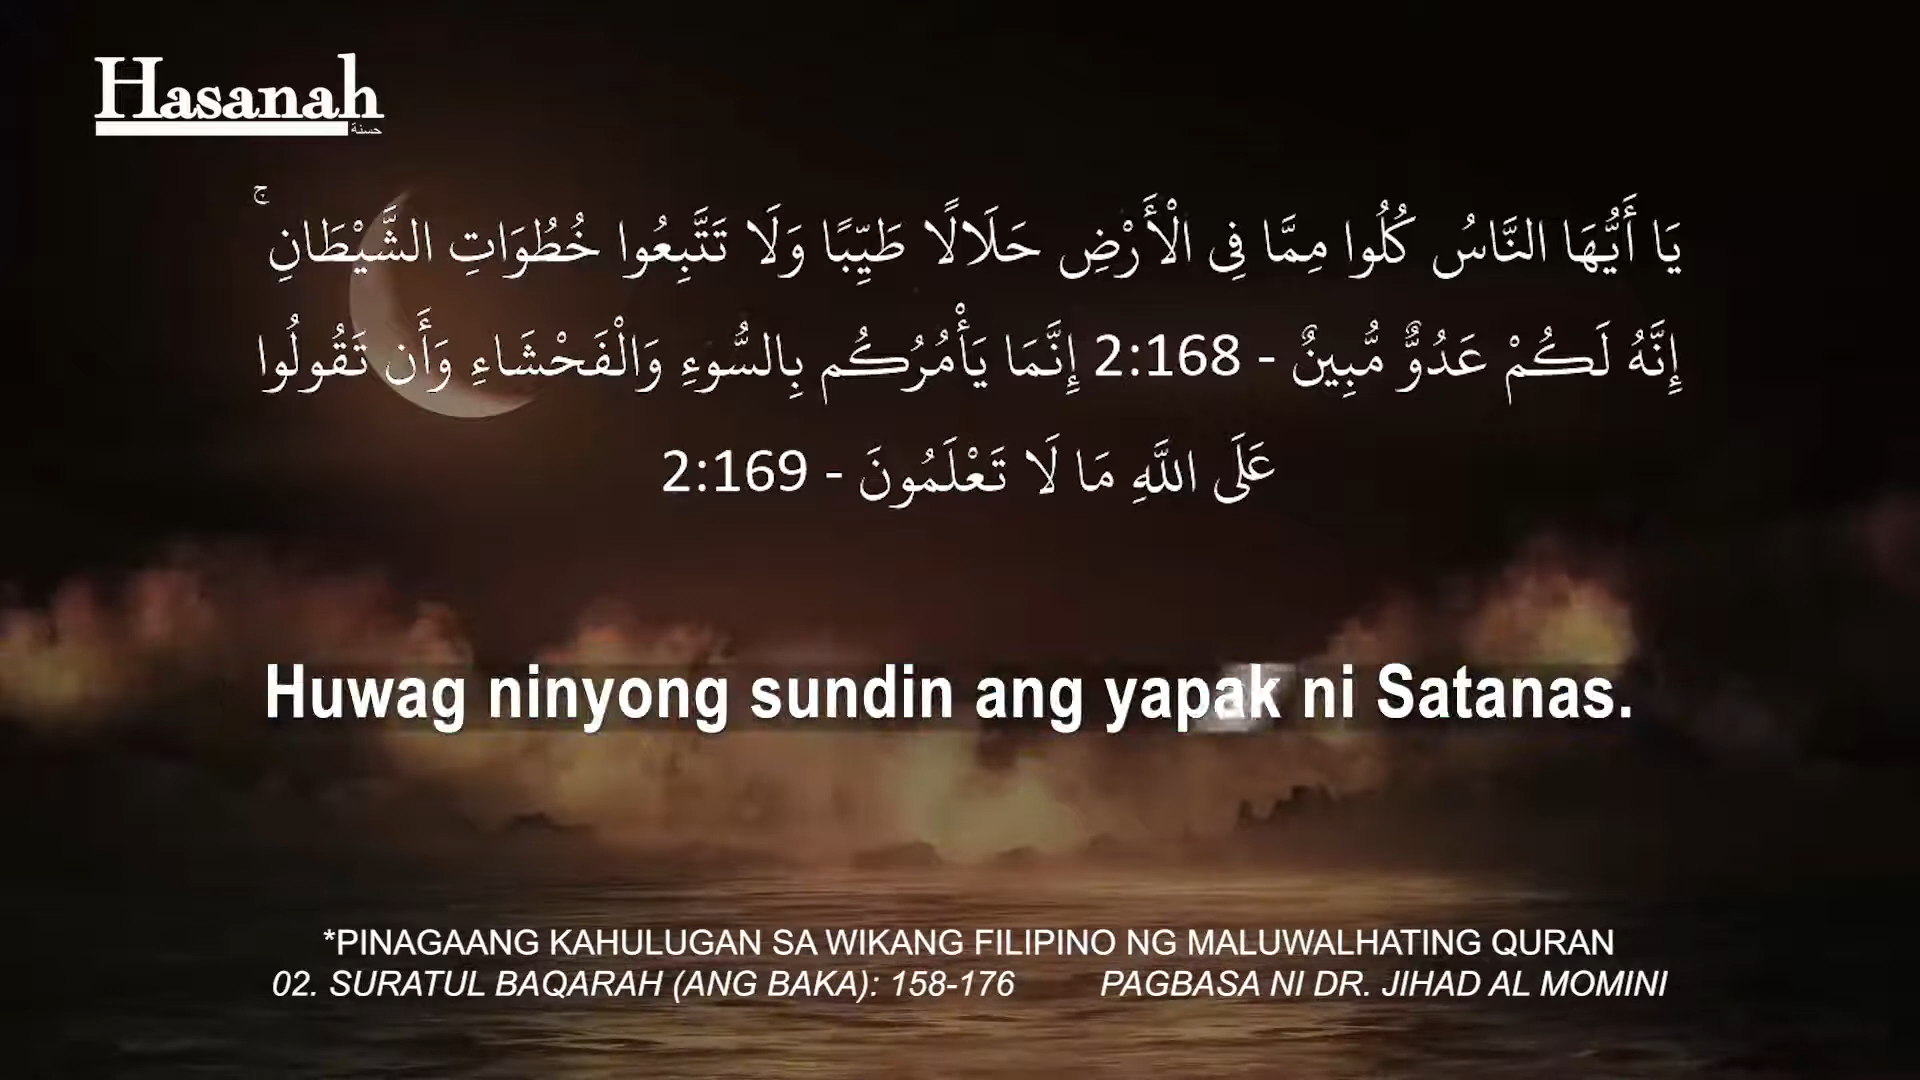 Hasanah
حسنة
يَا أَيُّهَا النَّاسُ كُلُوا مِمَّا فِي الْأَرْضِ حَلَالًا طَيِّبًا وَلَا تَتَّبِعُوا خُطُوَاتِ الشَّيْطَانِ ۚ
إِنَّهُ لَكُمْ عَدُوٌّ مُّبِينٌ - 2:168 إِنَّمَا يَأْمُرُكُم بِالسُّوءِ وَالْفَحْشَاءِ وَأَن تَقُولُوا
عَلَى اللَّهِ مَا لَا تَعْلَمُونَ - 2:169
Huwag ninyong sundin ang yapak ni Satanas.
*PINAGAANG KAHULUGAN SA WIKANG FILIPINO NG MALUWALHATING QURAN
02. SURATUL BAQARAH (ANG BAKA): 158-176 PAGBASA NI DR. JIHAD AL MOMINI